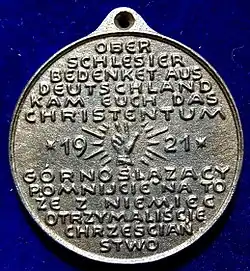 OBER
SCHLESIER
BEDENKET AUS
DEUTSCHLAND
KAM EUCH DAS
CHRISTENTUM
* 19 21 *
GÓRNOŚLĄZACY
POMNIJCIE NA TO
ŻE Z NIEMIEC
OTRZYMALIŚCIE
CHRZEŚCIAN
STWO